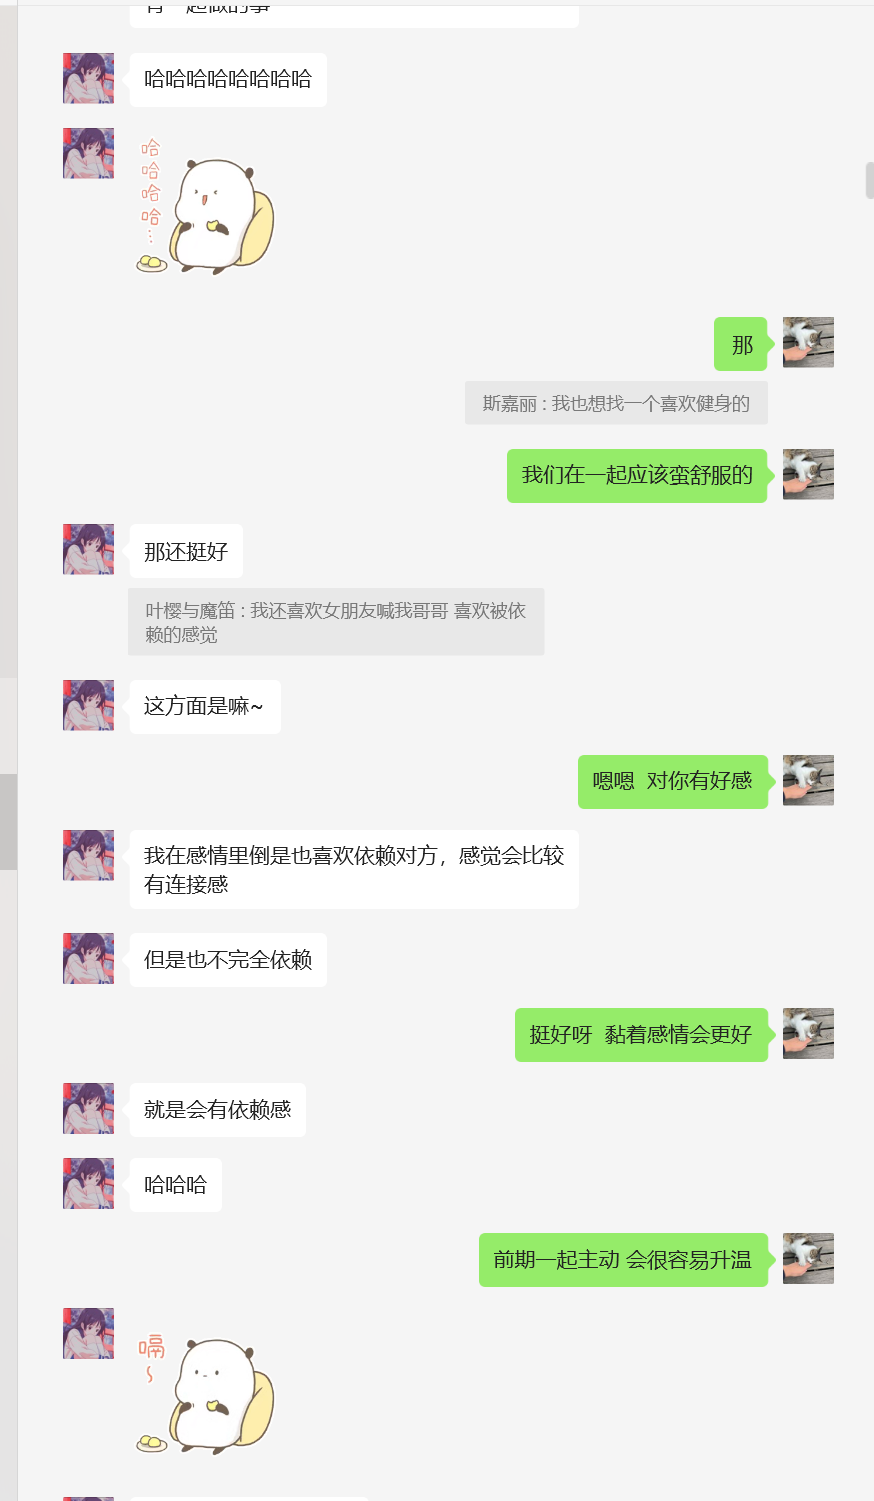 有一起做的事
哈哈哈哈哈哈哈哈
哈
哈
哈
哈
...
那
斯嘉丽 : 我也想找一个喜欢健身的
我们在一起应该蛮舒服的
那还挺好
叶樱与魔笛 : 我还喜欢女朋友喊我哥哥 喜欢被依
赖的感觉
这方面是嘛~
嗯嗯 对你有好感
我在感情里倒是也喜欢依赖对方，感觉会比较
有连接感
但是也不完全依赖
挺好呀 黏着感情会更好
就是会有依赖感
哈哈哈
前期一起主动 会很容易升温
嗝
~